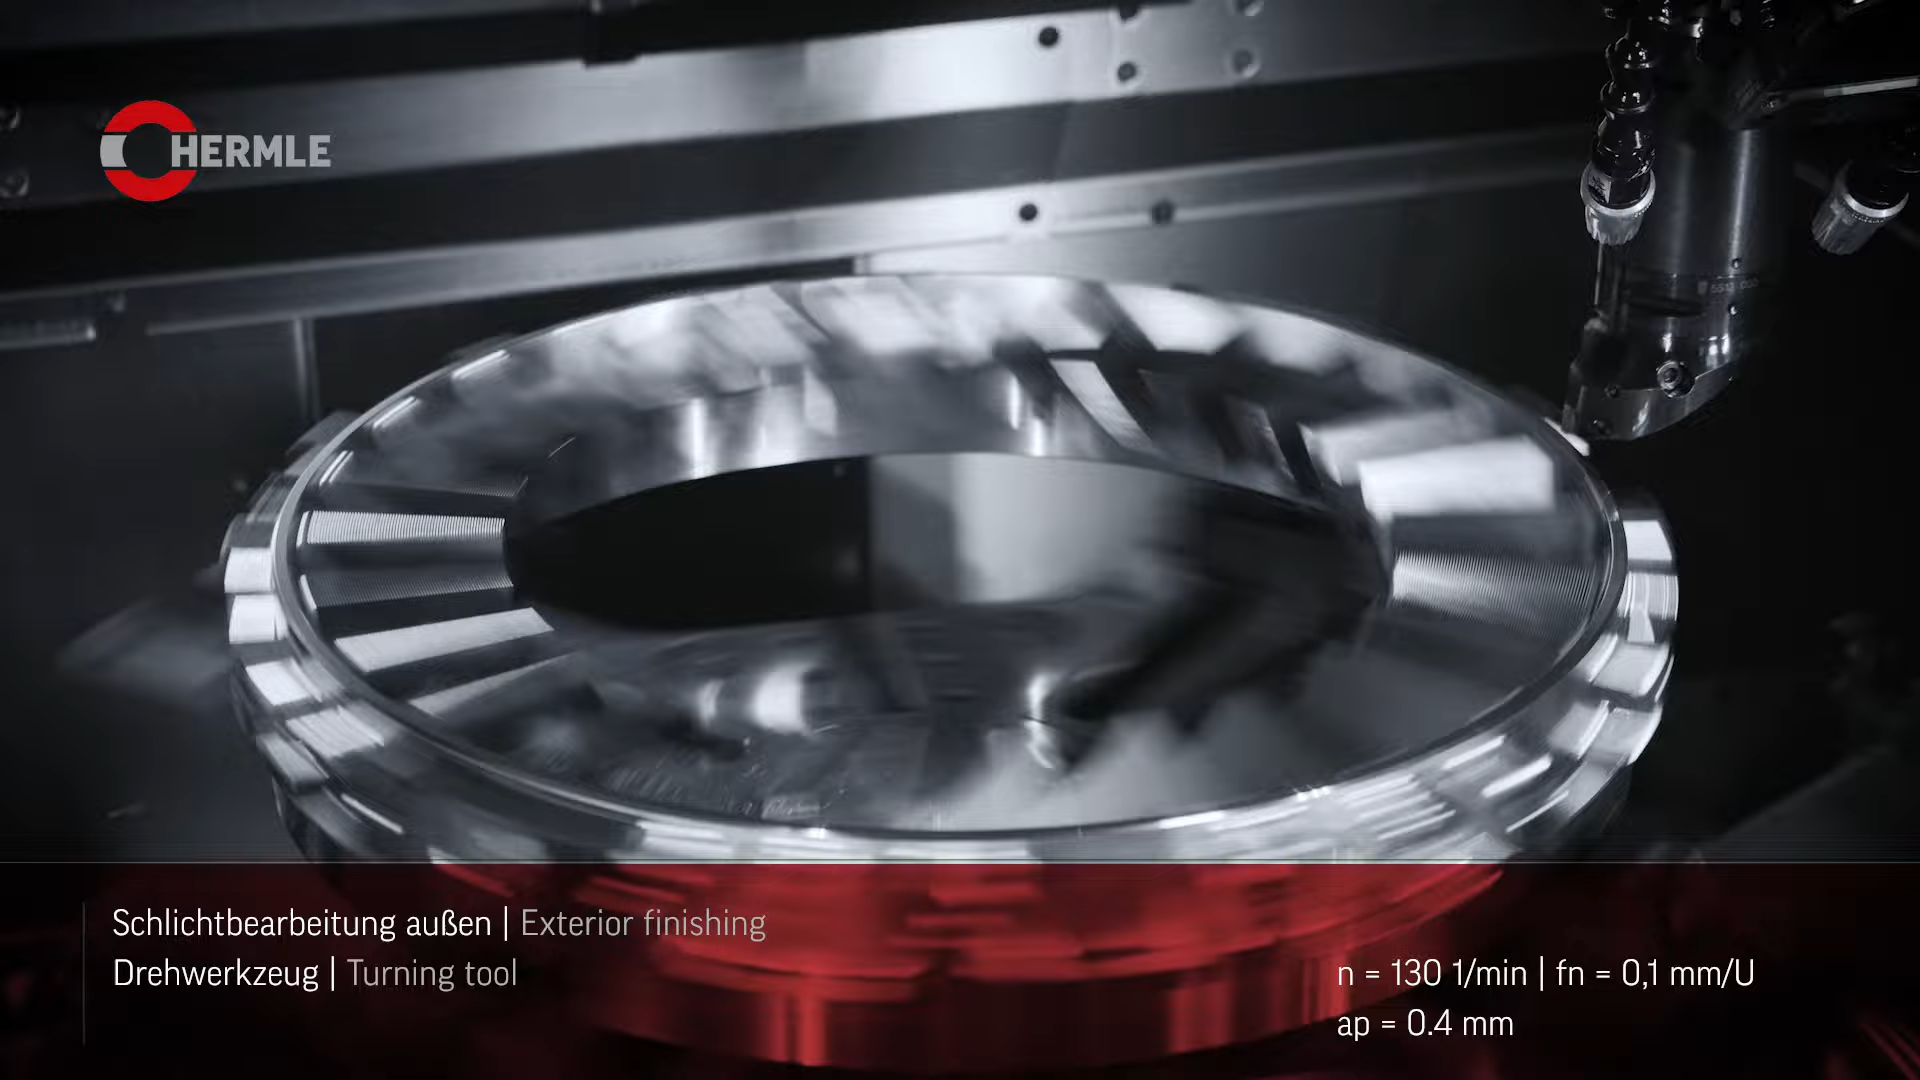 HERMLE
Schlichtbearbeitung außen | Exterior finishing
Drehwerkzeug | Turning tool
n = 130 1/min | fn = 0,1 mm/U
ap = 0.4 mm